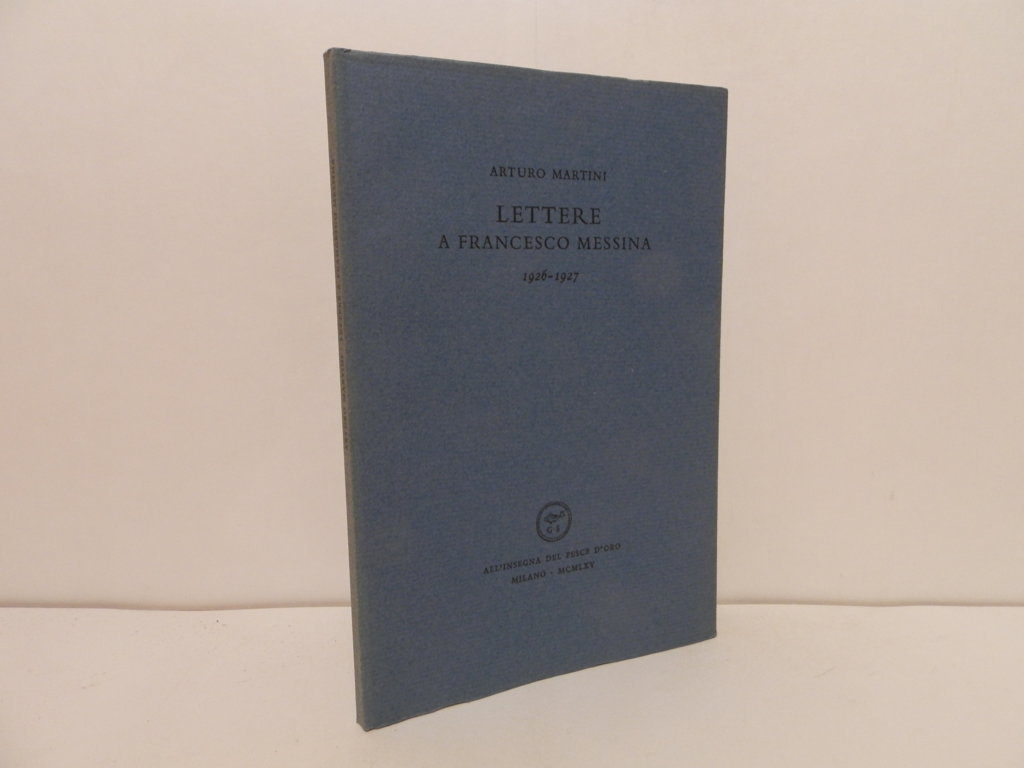 ARTURO MARTINI
LETTERE
A FRANCESCO MESSINA
1926-1927
ALL'INSEGNA DEL PESCE D'ORO
MILANO - MCMLXV